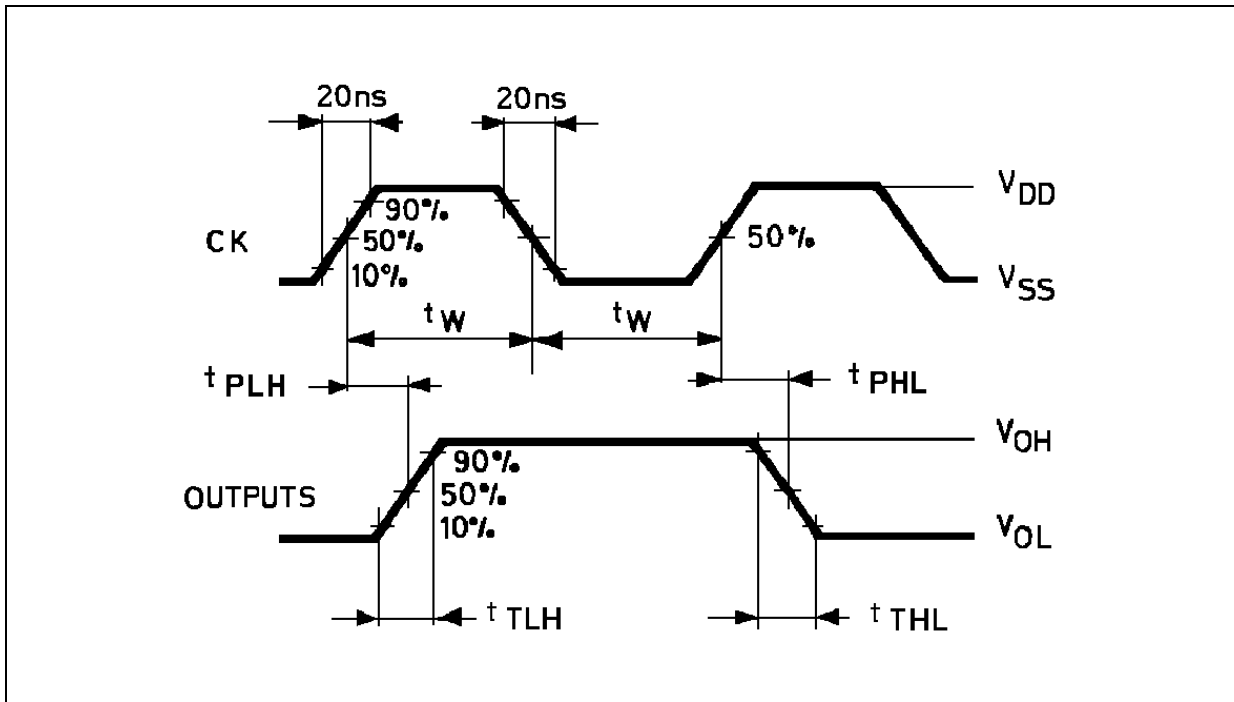 20ns 20ns
VDD
90%
CK 50% 50%
10%
VSS
tW tW
tPLH tPHL
VOH
90%
OUTPUTS 50%
10%
VOL
tTLH tTHL